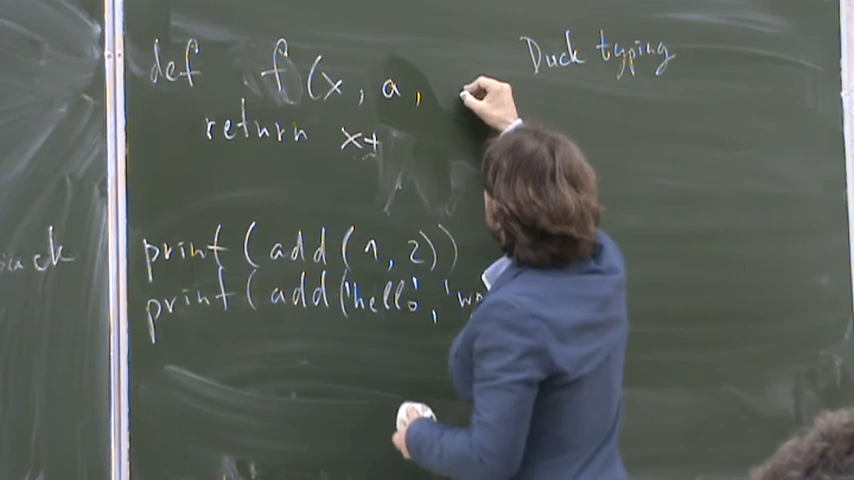 Duck typing
def f(x, a,
return x+
print(add(1, 2))
print(add('hello', 'wo